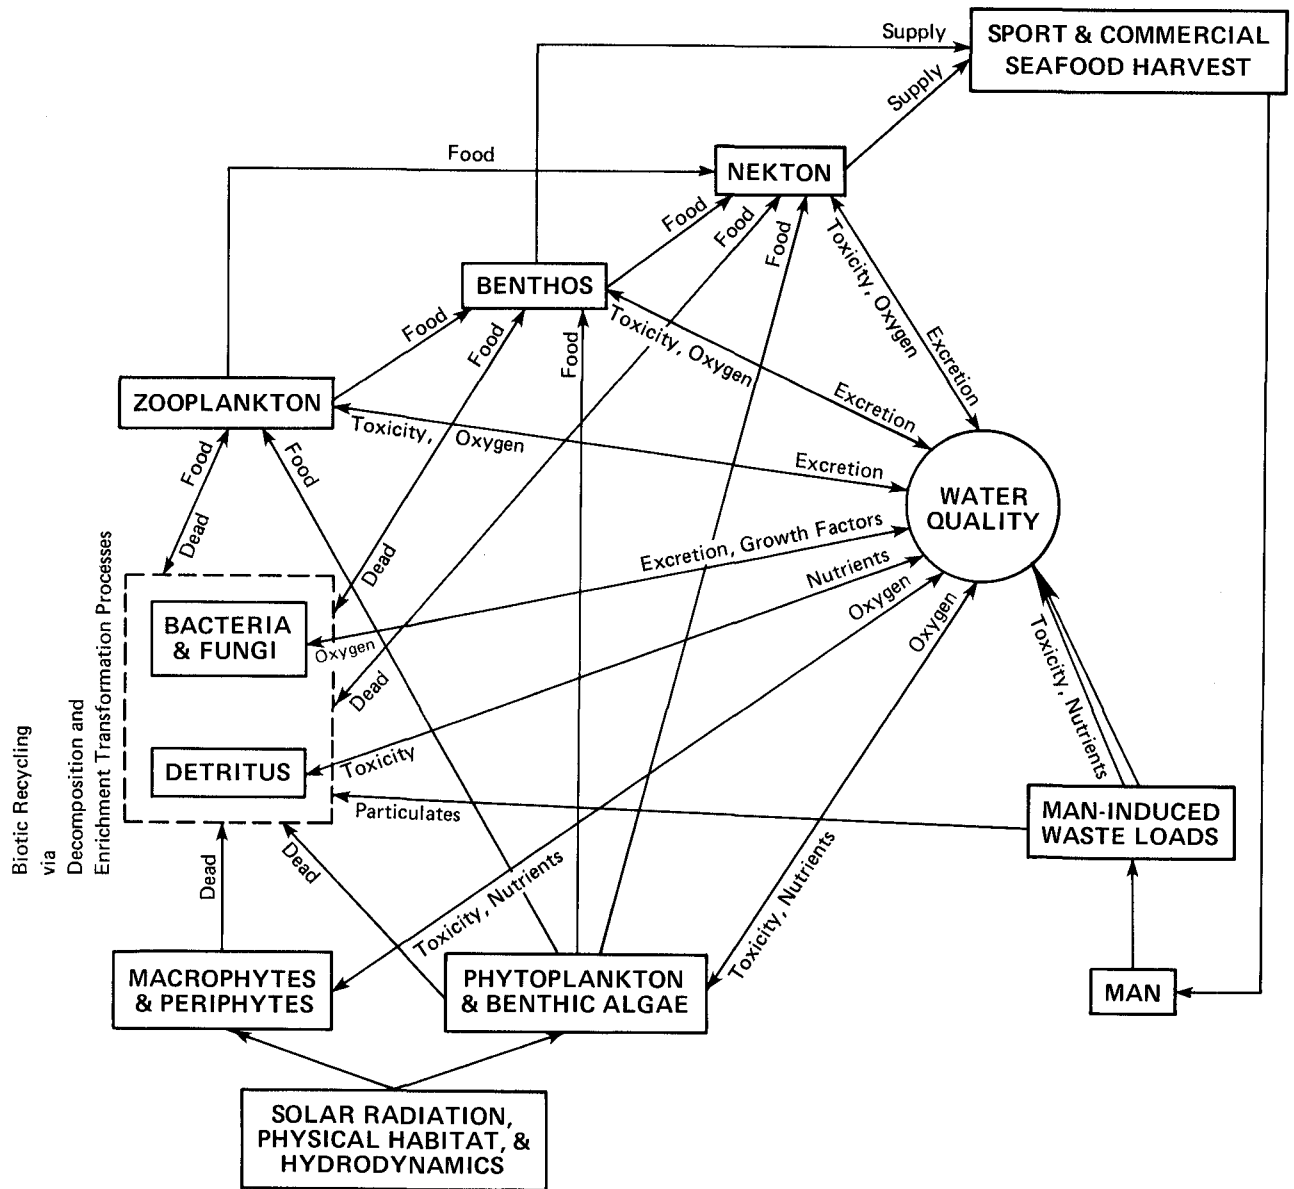 Supply
SPORT & COMMERCIAL
SEAFOOD HARVEST
Supply
Food
NEKTON
Food
Food
Food
Toxicity, Oxygen
Excretion
BENTHOS
Food
Food
Food
Toxicity, Oxygen
Excretion
ZOOPLANKTON
Toxicity, Oxygen
Excretion
Food
Dead
Food
Dead
WATER
QUALITY
Excretion, Growth Factors
Nutrients
Oxygen
Oxygen
BACTERIA
& FUNGI
Oxygen
Dead
DETRITUS
Toxicity
Particulates
Toxicity, Nutrients
MAN-INDUCED
WASTE LOADS
Biotic Recycling
via
Decomposition and
Enrichment Transformation Processes
Dead
Dead
Toxicity, Nutrients
Toxicity, Nutrients
MACROPHYTES
& PERIPHYTES
PHYTOPLANKTON
& BENTHIC ALGAE
MAN
SOLAR RADIATION,
PHYSICAL HABITAT, &
HYDRODYNAMICS